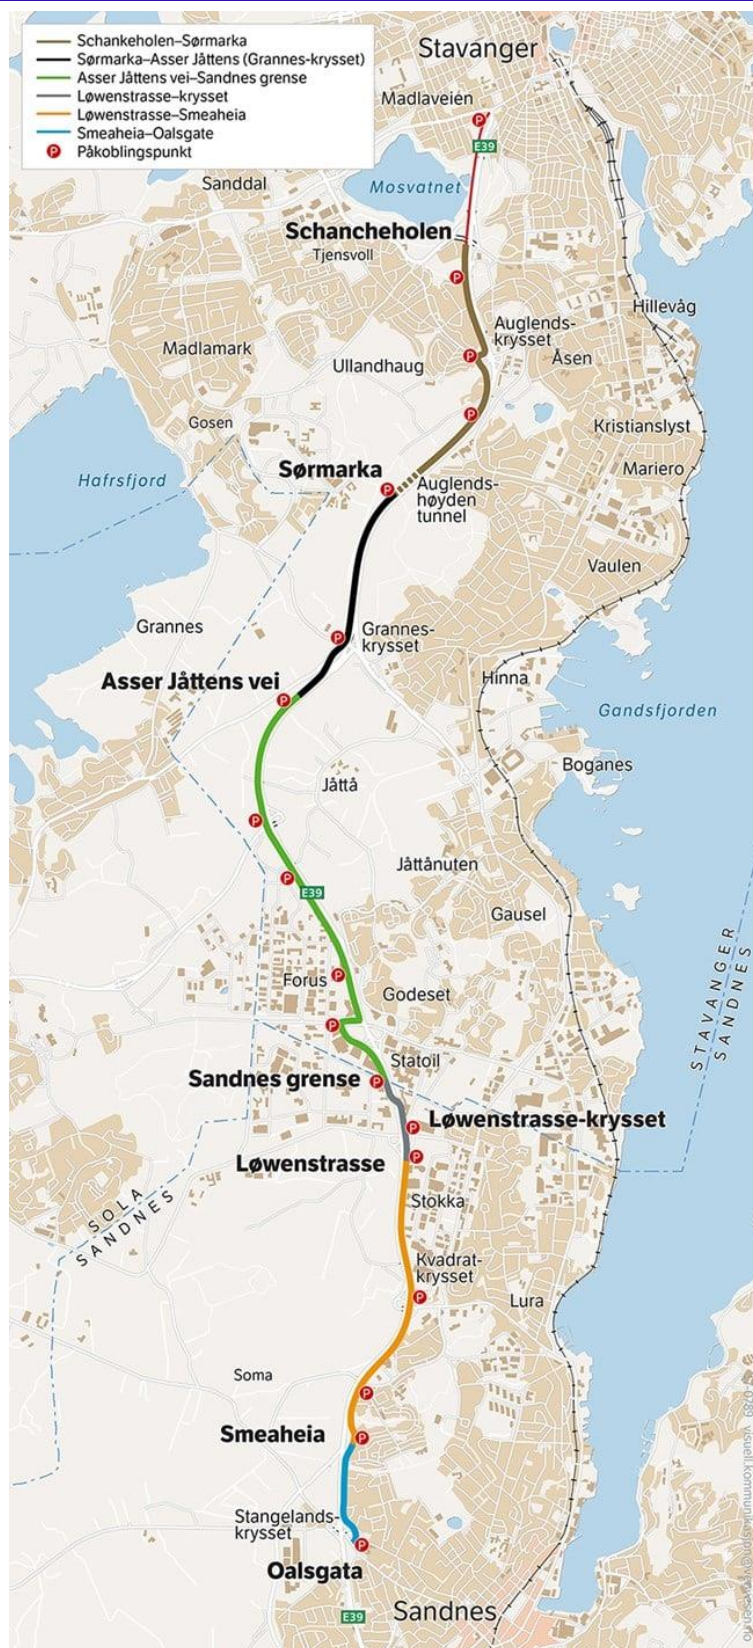 Schankeholen–Sørmarka
Sørmarka–Asser Jåttens (Grannes-krysset)
Asser Jåttens vei–Sandnes grense
Løwenstrasse–krysset
Løwenstrasse–Smeaheia
Smeaheia–Oalsgate
P Påkoblingspunkt
Stavanger
Madlaveien
P
E39
Sanddal
Mosvatnet
Schancheholen
Tjensvoll
P
Hillevåg
Auglends-
krysset
Madlamark
Ullandhaug
P
Åsen
Gosen
P
Kristianslyst
Sørmarka
Mariero
Hafrsfjord
P
Auglends-
høyden
tunnel
Vaulen
Grannes
P
Grannes-
krysset
Asser Jåttens vei
Hinna
P
Gandsfjorden
Boganes
Jåttå
P
Jåttånuten
P
E39
Gausel
Forus
P
Godeset
STAVANGER
SANDNES
P
Statoil
Sandnes grense
P
Løwenstrasse-krysset
P
Løwenstrasse
P
Stokka
SOLA
SANDNES
Kvadrat-
krysset
P
Lura
Soma
P
Smeaheia
P
Stangelands-
krysset
P
Oalsgata
E39
Sandnes